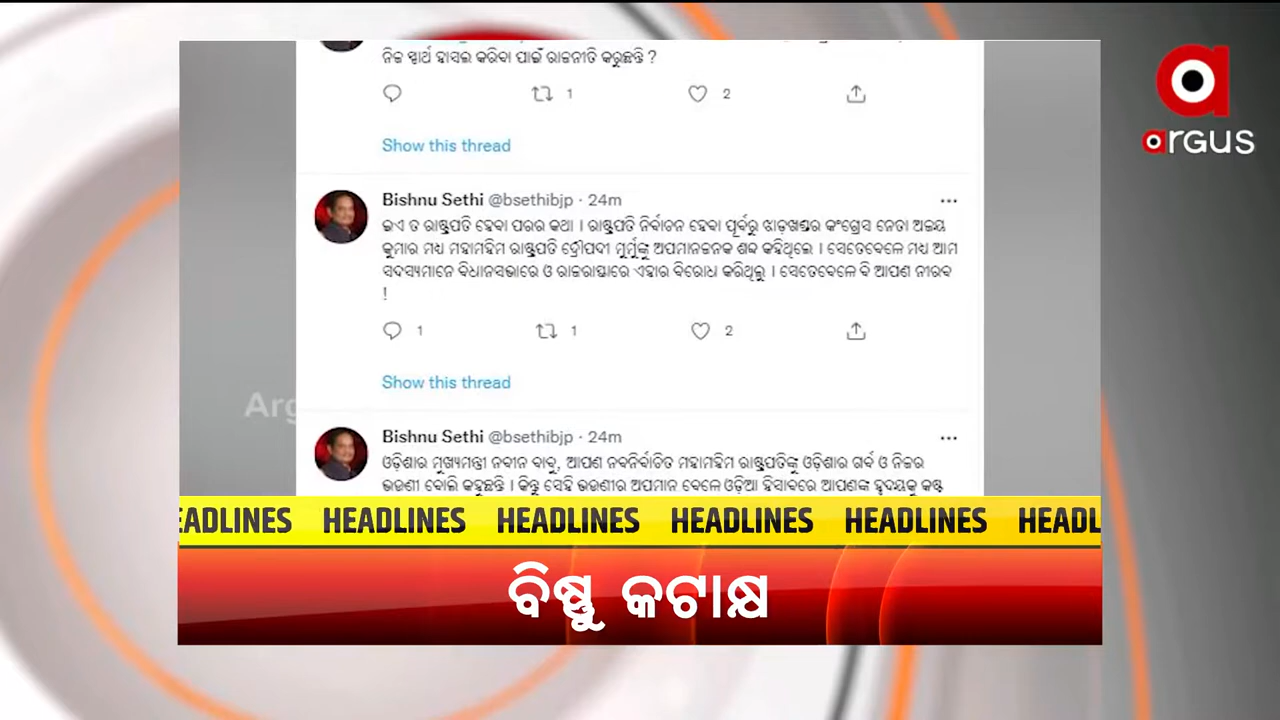 ନିଜ ସ୍ୱାର୍ଥ ହାସଲ କରିବା ପାଇଁ ରାଜନୀତି କରୁଛନ୍ତି ?
1 2
Show this thread
Bishnu Sethi @bsethibjp · 24m
ଇଏ ତ ରାଷ୍ଟ୍ରପତି ହେବା ପରର କଥା । ରାଷ୍ଟ୍ରପତି ନିର୍ବାଚନ ହେବା ପୂର୍ବରୁ ଝାଡ଼ଖଣ୍ଡର କଂଗ୍ରେସ ନେତା ଅଜୟ
କୁମାର ମଧ୍ୟ ମହାମହିମ ରାଷ୍ଟ୍ରପତି ଦ୍ରୌପଦୀ ମୁର୍ମୁଙ୍କୁ ଅପମାନଜନକ ଶବ୍ଦ କହିଥିଲେ । ସେତେବେଳେ ମଧ୍ୟ ଆମ
ସଦସ୍ୟମାନେ ବିଧାନସଭାରେ ଓ ରାଜରାସ୍ତାରେ ଏହାର ବିରୋଧ କରିଥିଲୁ । ସେତେବେଳେ ବି ଆପଣ ନୀରବ
!
1 1 2
Show this thread
Bishnu Sethi @bsethibjp · 24m
ଓଡ଼ିଶାର ମୁଖ୍ୟମନ୍ତ୍ରୀ ନବୀନ ବାବୁ, ଆପଣ ନବନିର୍ବାଚିତ ମହାମହିମ ରାଷ୍ଟ୍ରପତିଙ୍କୁ ଓଡ଼ିଶାର ଗର୍ବ ଓ ନିଜର
ଭଉଣୀ ବୋଲି କହୁଛନ୍ତି । କିନ୍ତୁ ସେହି ଭଉଣୀର ଅପମାନ ବେଳେ ଓଡ଼ିଆ ହିସାବରେ ଆପଣଙ୍କ ହୃଦୟକୁ କଷ୍ଟ
EADLINES HEADLINES HEADLINES HEADLINES HEADLINES HEADL
ବିଷ୍ଣୁ କଟାକ୍ଷ
argus
Arg